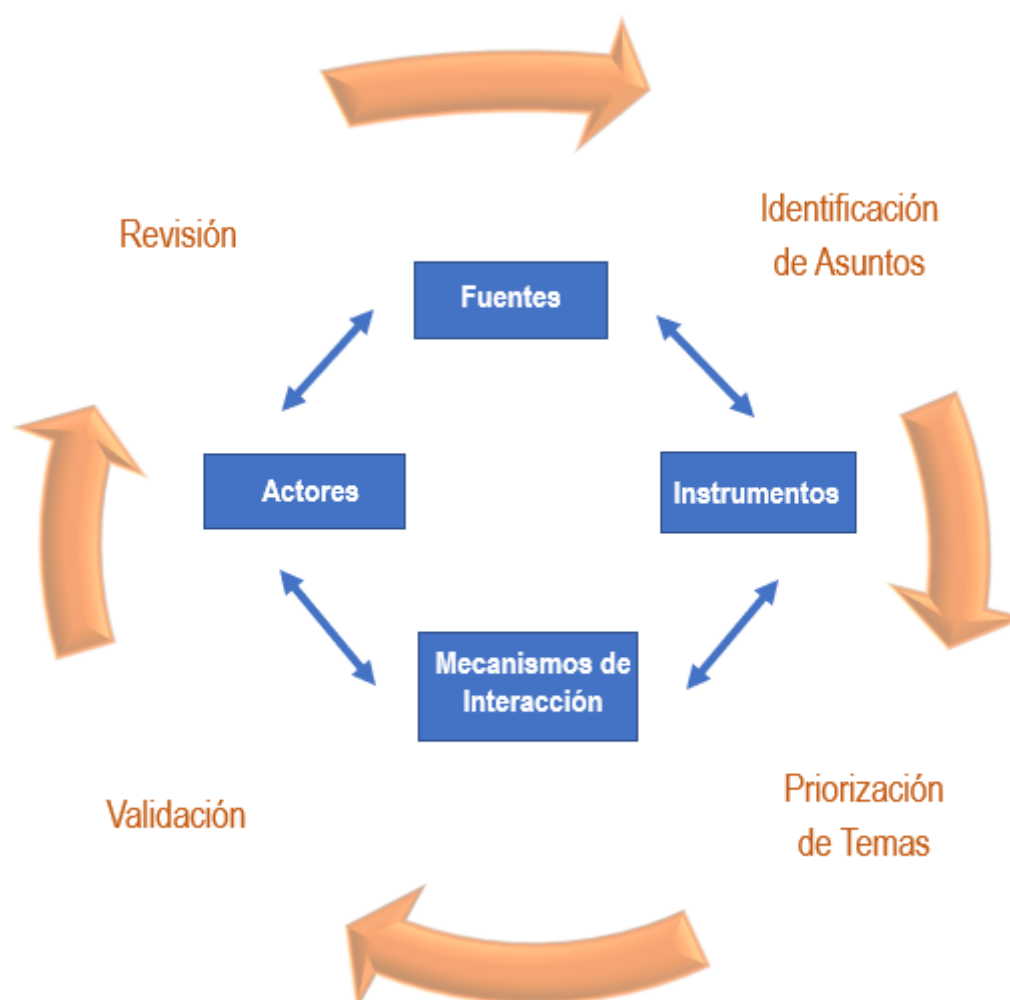 Revisión
Identificación
de Asuntos
Fuentes
Actores
Instrumentos
Mecanismos de
Interacción
Validación
Priorización
de Temas